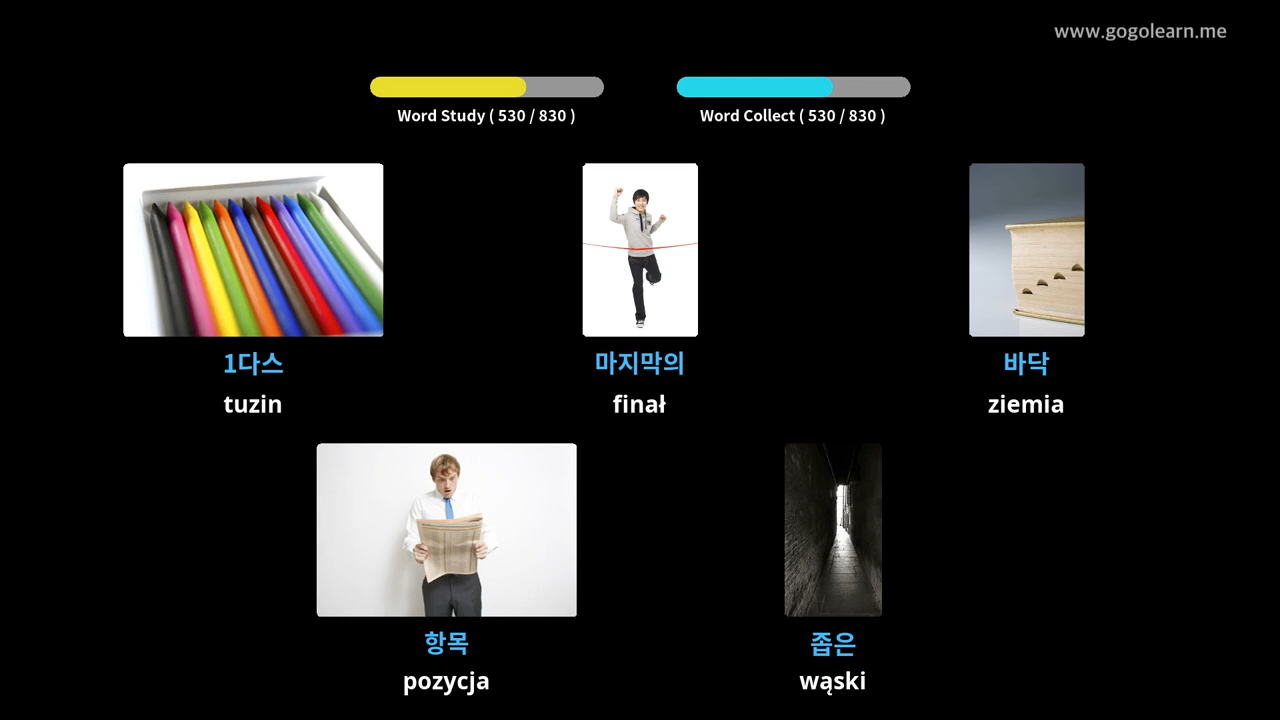 www.gogolearn.me
Word Study ( 530 / 830 )
Word Collect ( 530 / 830 )
1다스
tuzin
마지막의
finał
바닥
ziemia
항목
pozycja
좁은
wąski